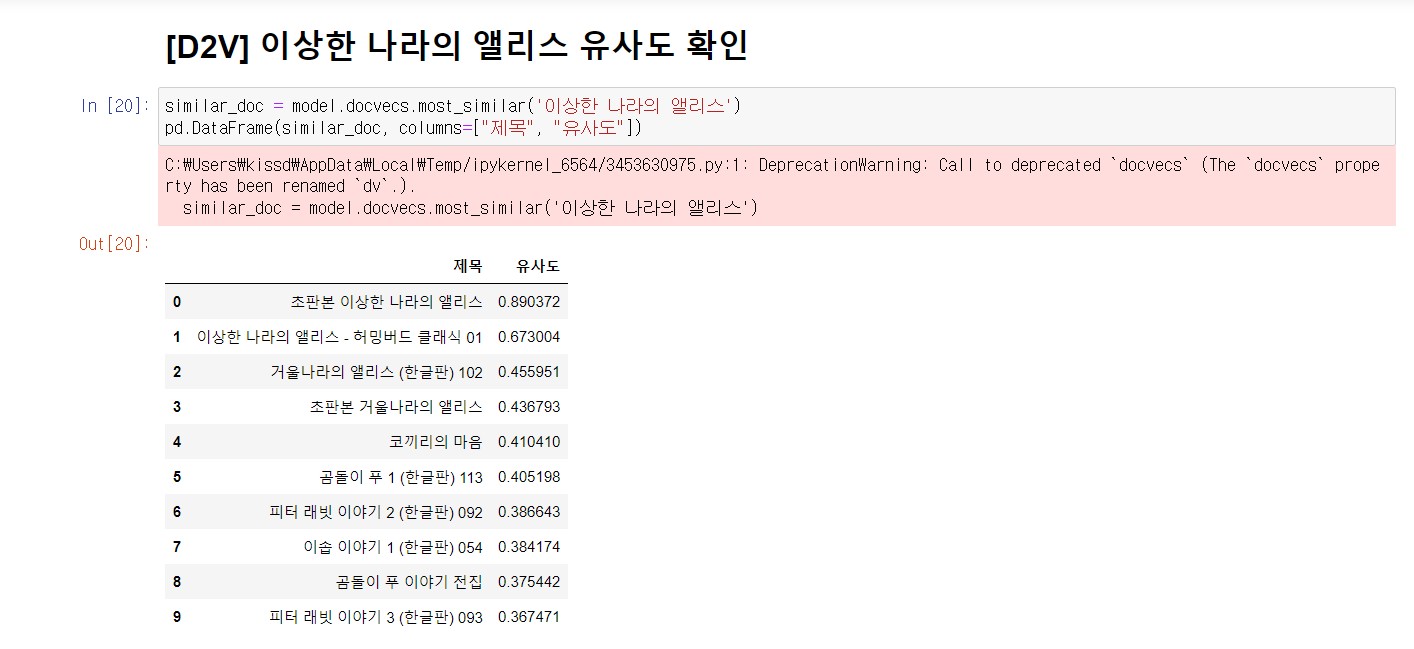 [D2V] 이상한 나라의 앨리스 유사도 확인
In [20]: similar_doc = model.docvecs.most_similar('이상한 나라의 앨리스')
pd.DataFrame(similar_doc, columns=["제목", "유사도"])
C:₩Users₩kissd₩AppData₩Local₩Temp/ipykernel_6564/3453630975.py:1: DeprecationWarning: Call to deprecated `docvecs` (The `docvecs` prope
rty has been renamed `dv`.).
similar_doc = model.docvecs.most_similar('이상한 나라의 앨리스')
Out[20]:
제목 유사도
0 초판본 이상한 나라의 앨리스 0.890372
1 이상한 나라의 앨리스 - 허밍버드 클래식 01 0.673004
2 거울나라의 앨리스 (한글판) 102 0.455951
3 초판본 거울나라의 앨리스 0.436793
4 코끼리의 마음 0.410410
5 곰돌이 푸 1 (한글판) 113 0.405198
6 피터 래빗 이야기 2 (한글판) 092 0.386643
7 이솝 이야기 1 (한글판) 054 0.384174
8 곰돌이 푸 이야기 전집 0.375442
9 피터 래빗 이야기 3 (한글판) 093 0.367471